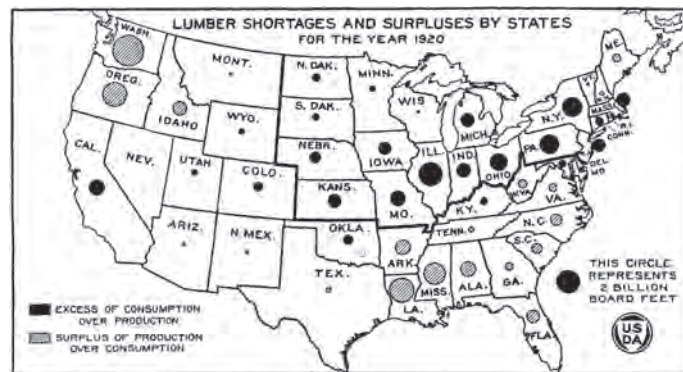 LUMBER SHORTAGES AND SURPLUSES BY STATES
FOR THE YEAR 1920
WASH.
OREG.
IDAHO
MONT.
WYO.
CAL.
NEV.
UTAH
COLO.
ARIZ.
N.MEX.
N. DAK.
S. DAK.
NEBR.
KANS.
OKLA.
TEX.
MINN.
IOWA
MO.
ARK.
LA.
WIS
ILL.
MICH.
IND.
OHIO
KY.
TENN.
MISS.
ALA.
GA.
FLA.
S.C.
N.C.
VA.
W.VA.
PA.
N.Y.
ME.
VT.
MASS.
R.I.
CONN.
DEL.
MD.
THIS CIRCLE
REPRESENTS
2 BILLION
BOARD FEET
EXCESS OF CONSUMPTION
OVER PRODUCTION
SURPLUS OF PRODUCTION
OVER CONSUMPTION
U.S.
DA